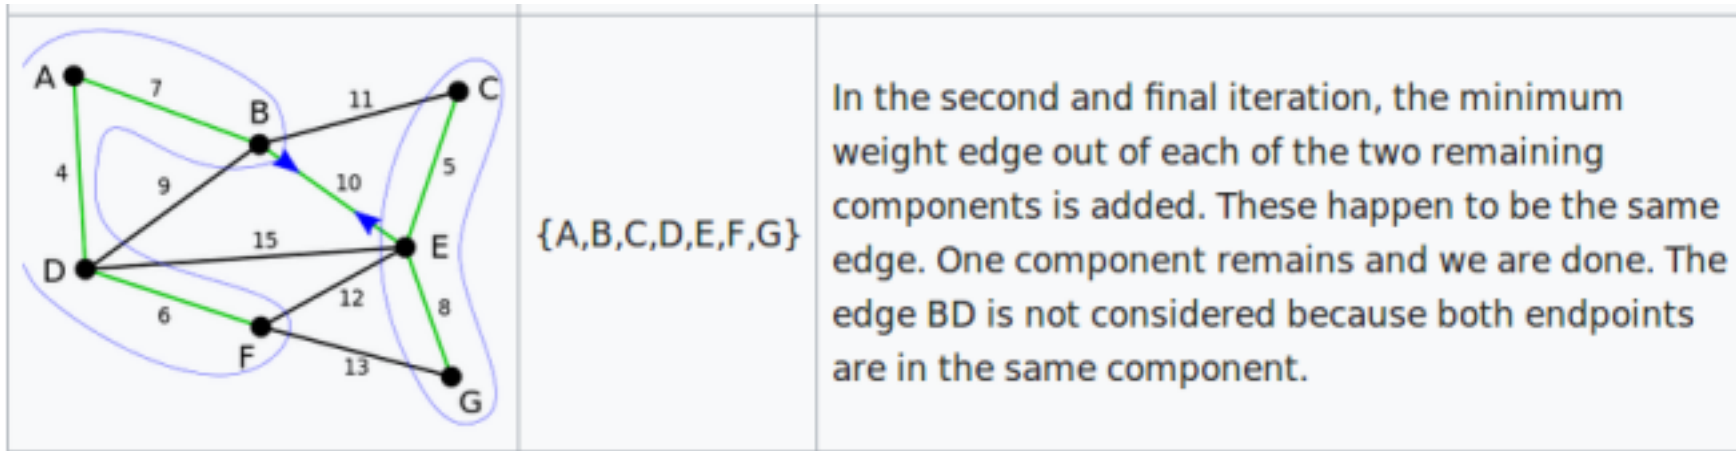 A
7
B
11
C
4
9
10
5
15
D
E
12
8
6
F
13
G
{A,B,C,D,E,F,G}
In the second and final iteration, the minimum
weight edge out of each of the two remaining
components is added. These happen to be the same
edge. One component remains and we are done. The
edge BD is not considered because both endpoints
are in the same component.